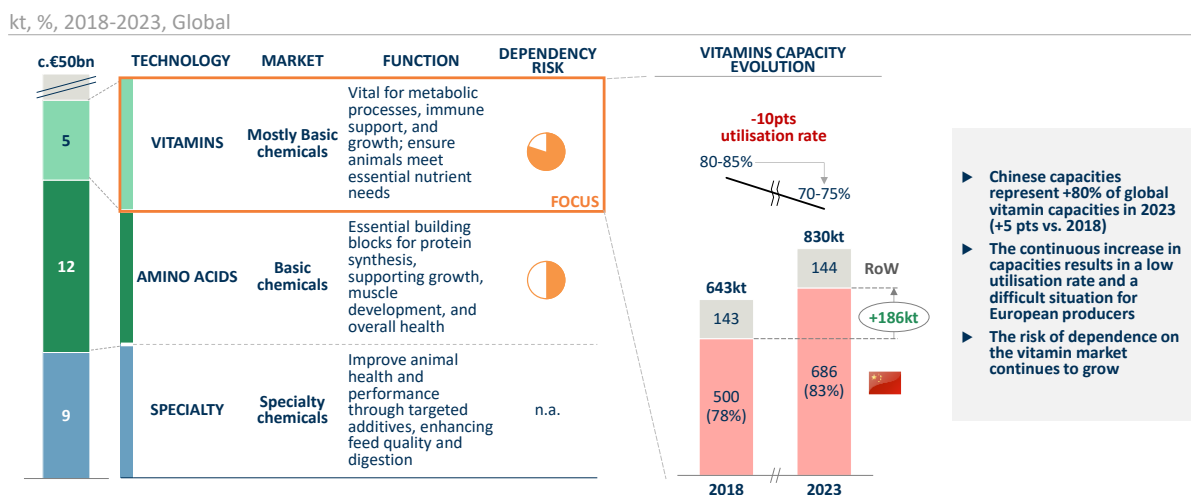 kt, %, 2018-2023, Global
c.€50bn
TECHNOLOGY
MARKET
FUNCTION
DEPENDENCY
RISK
5
VITAMINS
Mostly Basic
chemicals
Vital for metabolic
processes, immune
support, and
growth; ensure
animals meet
essential nutrient
needs
FOCUS
12
AMINO ACIDS
Basic
chemicals
Essential building
blocks for protein
synthesis,
supporting growth,
muscle
development, and
overall health
9
SPECIALTY
Specialty
chemicals
Improve animal
health and
performance
through targeted
additives, enhancing
feed quality and
digestion
n.a.
VITAMINS CAPACITY
EVOLUTION
-10pts
utilisation rate
80-85%
70-75%
643kt
143
500
(78%)
2018
830kt
144
686
(83%)
2023
RoW
+186kt
Chinese capacities
represent +80% of global
vitamin capacities in 2023
(+5 pts vs. 2018)
The continuous increase in
capacities results in a low
utilisation rate and a
difficult situation for
European producers
The risk of dependence on
the vitamin market
continues to grow